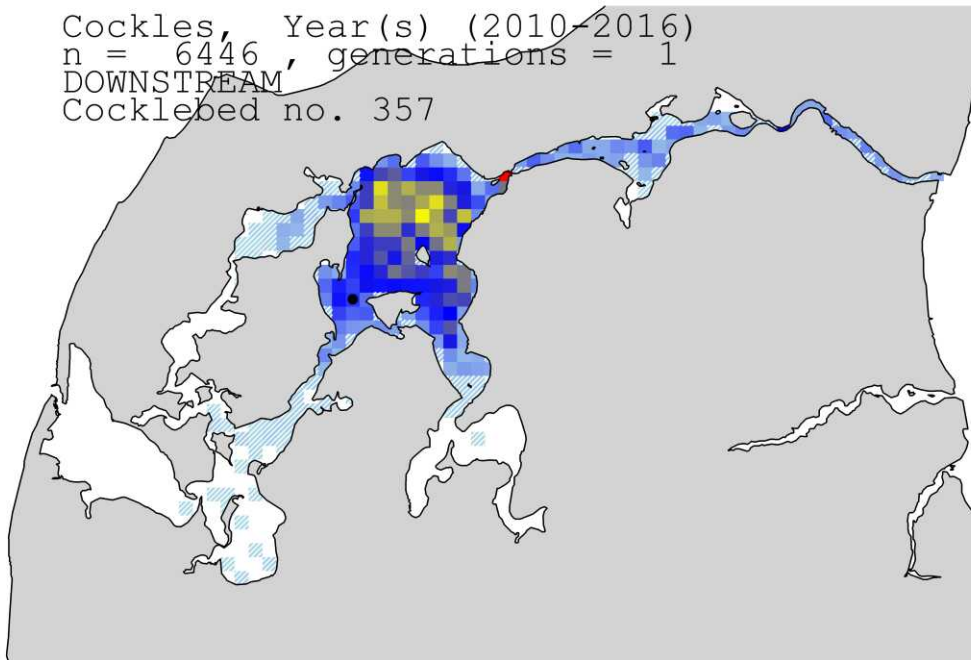 Cockles, Year(s) (2010-2016)
n = 6446 , generations = 1
DOWNSTREAM
Cocklebed no. 357